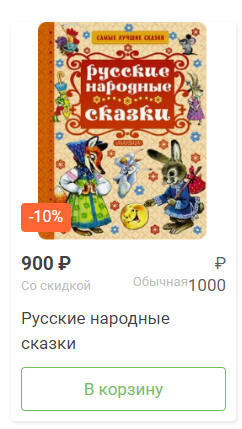 САМЫЕ ЛУЧШИЕ СКАЗКИ
русские
народные
сказки
-10%
900 ₽
₽
Со скидкой
Обычная 1000
Русские народные
сказки
В корзину